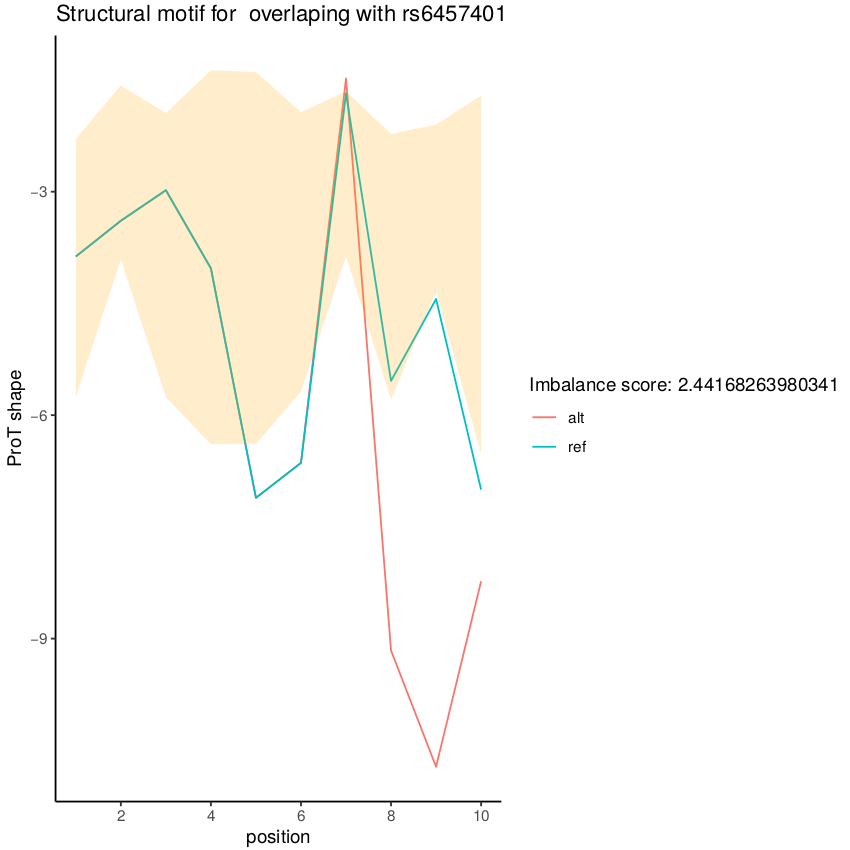 Structural motif for  overlaping with rs6457401
ProT shape
−3
−6
−9
2
4
6
8
10
position
Imbalance score: 2.44168263980341
alt
ref